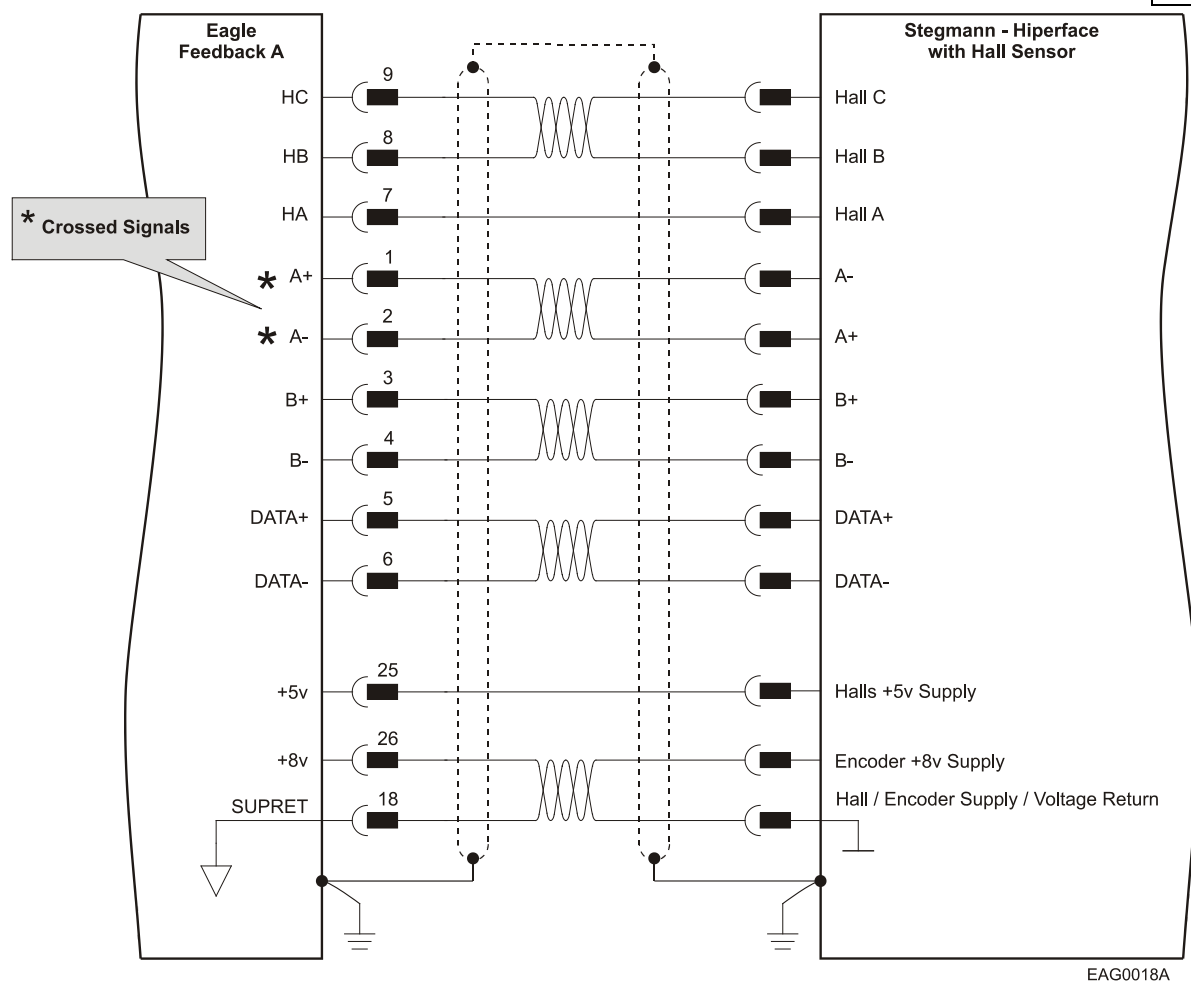 Eagle
Feedback A
Stegmann - Hiperface
with Hall Sensor
HC 9 Hall C
HB 8 Hall B
HA 7 Hall A
* Crossed Signals
* A+ 1 A-
* A- 2 A+
B+ 3 B+
B- 4 B-
DATA+ 5 DATA+
DATA- 6 DATA-
+5v 25 Halls +5v Supply
+8v 26 Encoder +8v Supply
SUPRET 18 Hall / Encoder Supply / Voltage Return
EAG0018A